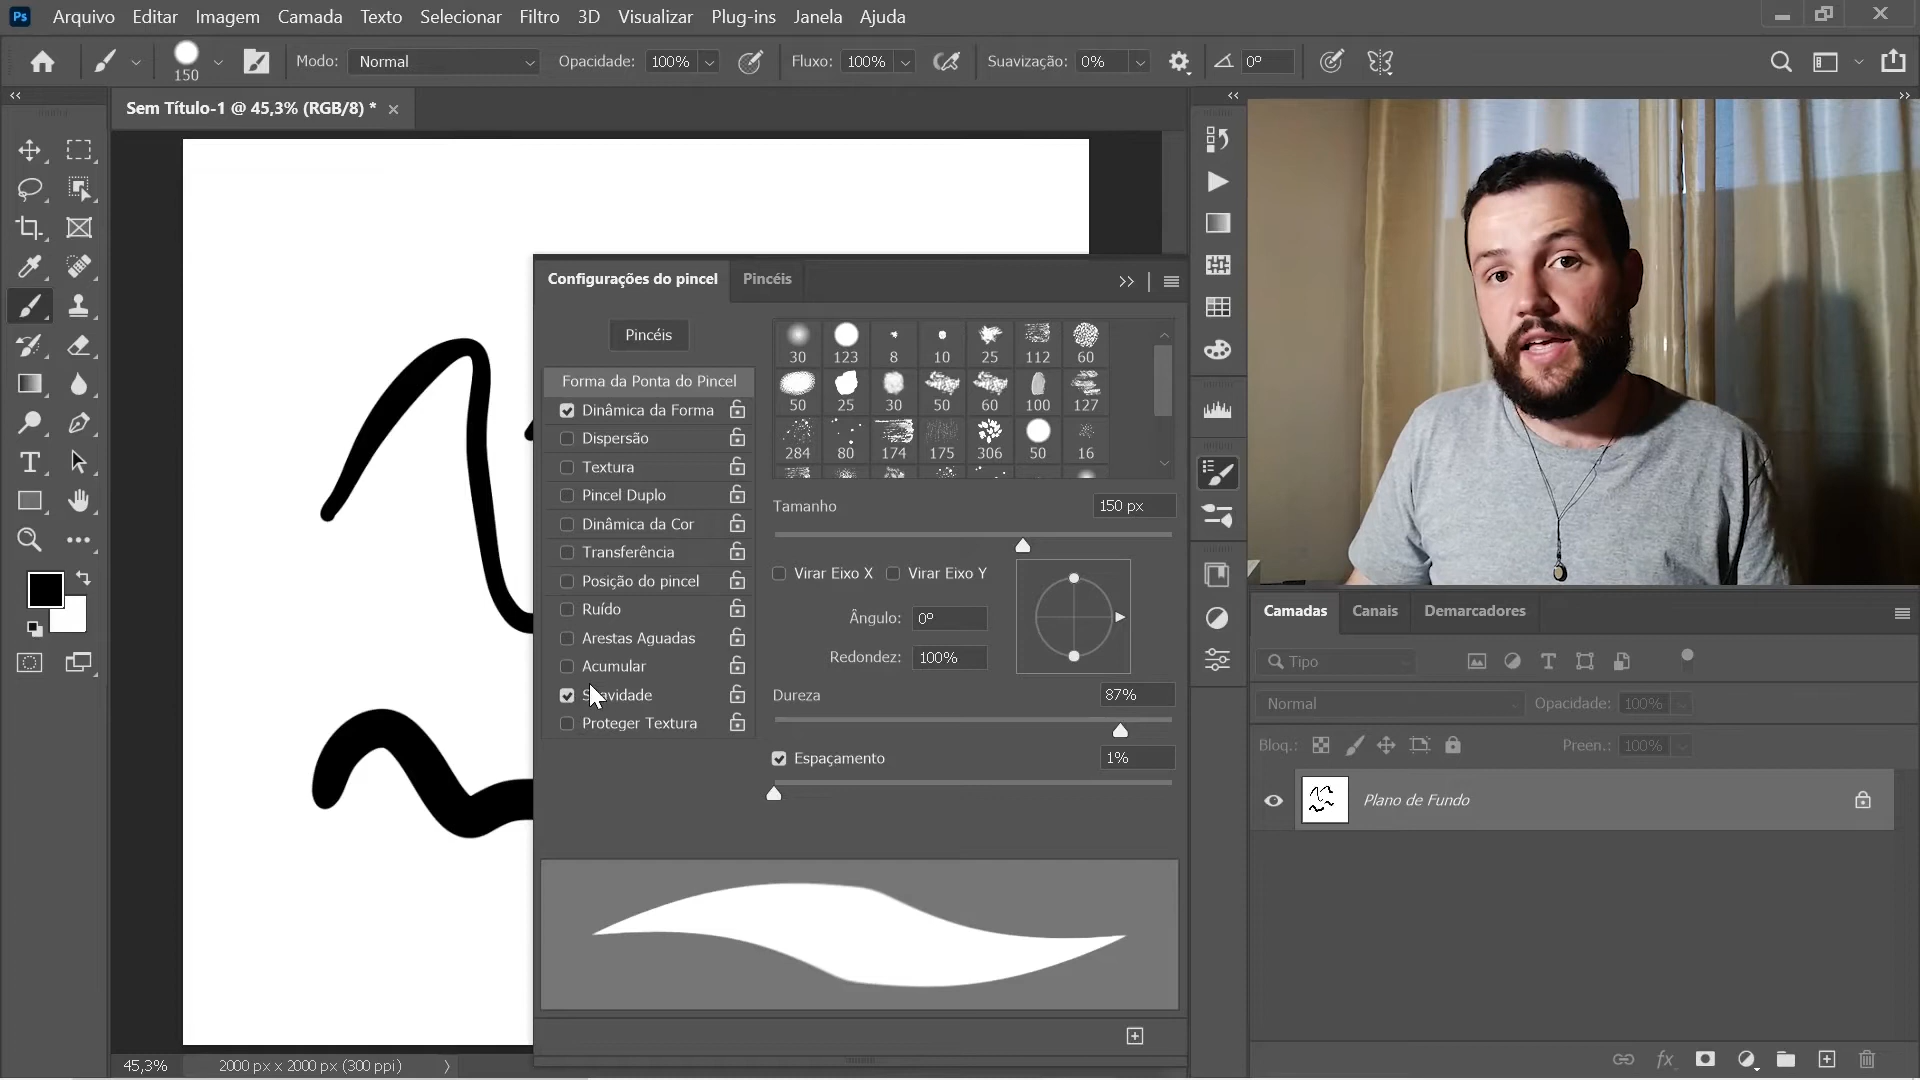 Ps Arquivo Editar Imagem Camada Texto Selecionar Filtro 3D Visualizar Plug-ins Janela Ajuda
150 Modo: Normal Opacidade: 100% Fluxo: 100% Suavização: 0% 0°
Sem Título-1 @ 45,3% (RGB/8) *
Configurações do pincel Pincéis
Pincéis
Forma da Ponta do Pincel
Dinâmica da Forma
Dispersão
Textura
Pincel Duplo
Dinâmica da Cor
Transferência
Posição do pincel
Ruído
Arestas Aguadas
Acumular
Suavidade
Proteger Textura
30 123 8 10 25 112 60
50 25 30 50 60 100 127
284 80 174 175 306 50 16
Tamanho 150 px
Virar Eixo X Virar Eixo Y
Ângulo: 0°
Redondez: 100%
Dureza 87%
Espaçamento 1%
Camadas Canais Demarcadores
Tipo
Normal Opacidade: 100%
Bloq.: Preen.: 100%
Plano de Fundo
fx
45,3% 2000 px x 2000 px (300 ppi)